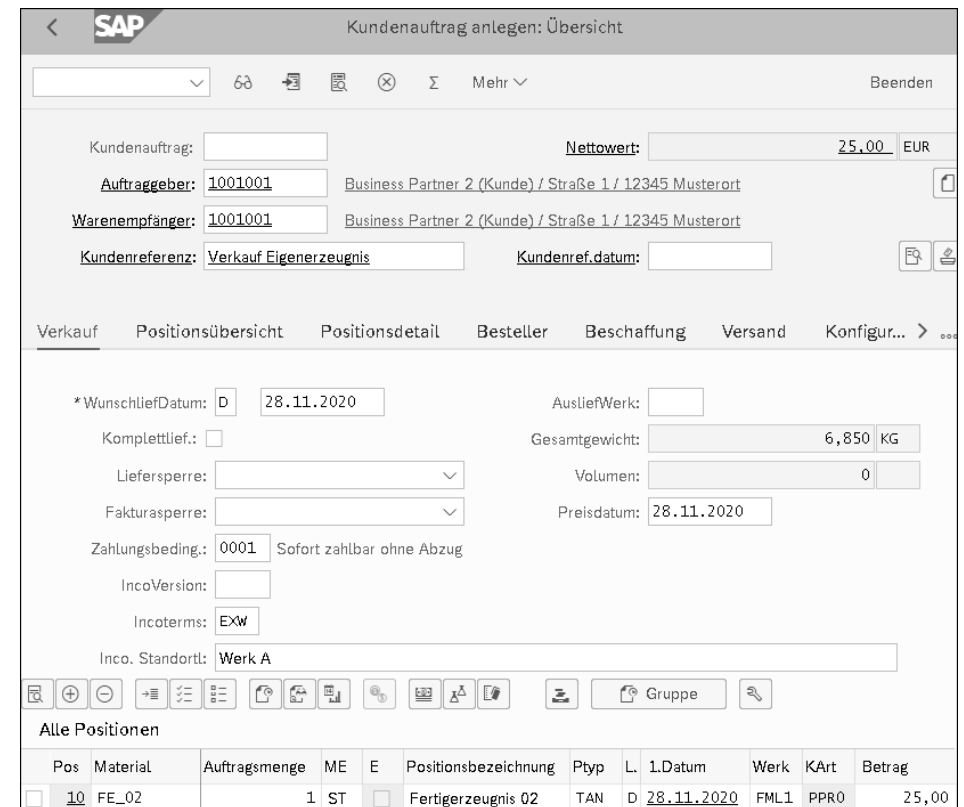 SAP Kundenauftrag anlegen: Übersicht
Mehr Beenden
Kundenauftrag: Nettowert: 25,00 EUR
Auftraggeber: 1001001 Business Partner 2 (Kunde) / Straße 1 / 12345 Musterort
Warenempfänger: 1001001 Business Partner 2 (Kunde) / Straße 1 / 12345 Musterort
Kundenreferenz: Verkauf Eigenerzeugnis Kundenref.datum:
Verkauf Positionsübersicht Positionsdetail Besteller Beschaffung Versand Konfigur...
*WunschliefDatum: D 28.11.2020 AusliefWerk:
Komplettlief.: Gesamtgewicht: 6,850 KG
Liefersperre: Volumen: 0
Fakturasperre: Preisdatum: 28.11.2020
Zahlungsbeding.: 0001 Sofort zahlbar ohne Abzug
IncoVersion:
Incoterms: EXW
Inco. Standort1: Werk A
Gruppe
Alle Positionen
Pos Material Auftragsmenge ME E Positionsbezeichnung Ptyp L. 1.Datum Werk KArt Betrag
10 FE_02 1 ST Fertigerzeugnis 02 TAN D 28.11.2020 FML1 PPR0 25,00